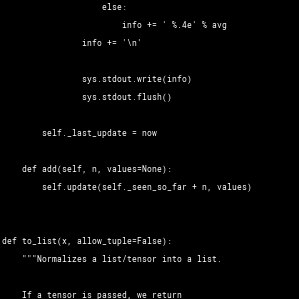 else:
info += ' %.4e' % avg
info += '\n'
sys.stdout.write(info)
sys.stdout.flush()
self._last_update = now
def add(self, n, values=None):
self.update(self._seen_so_far + n, values)
def to_list(x, allow_tuple=False):
"""Normalizes a list/tensor into a list.
If a tensor is passed, we return